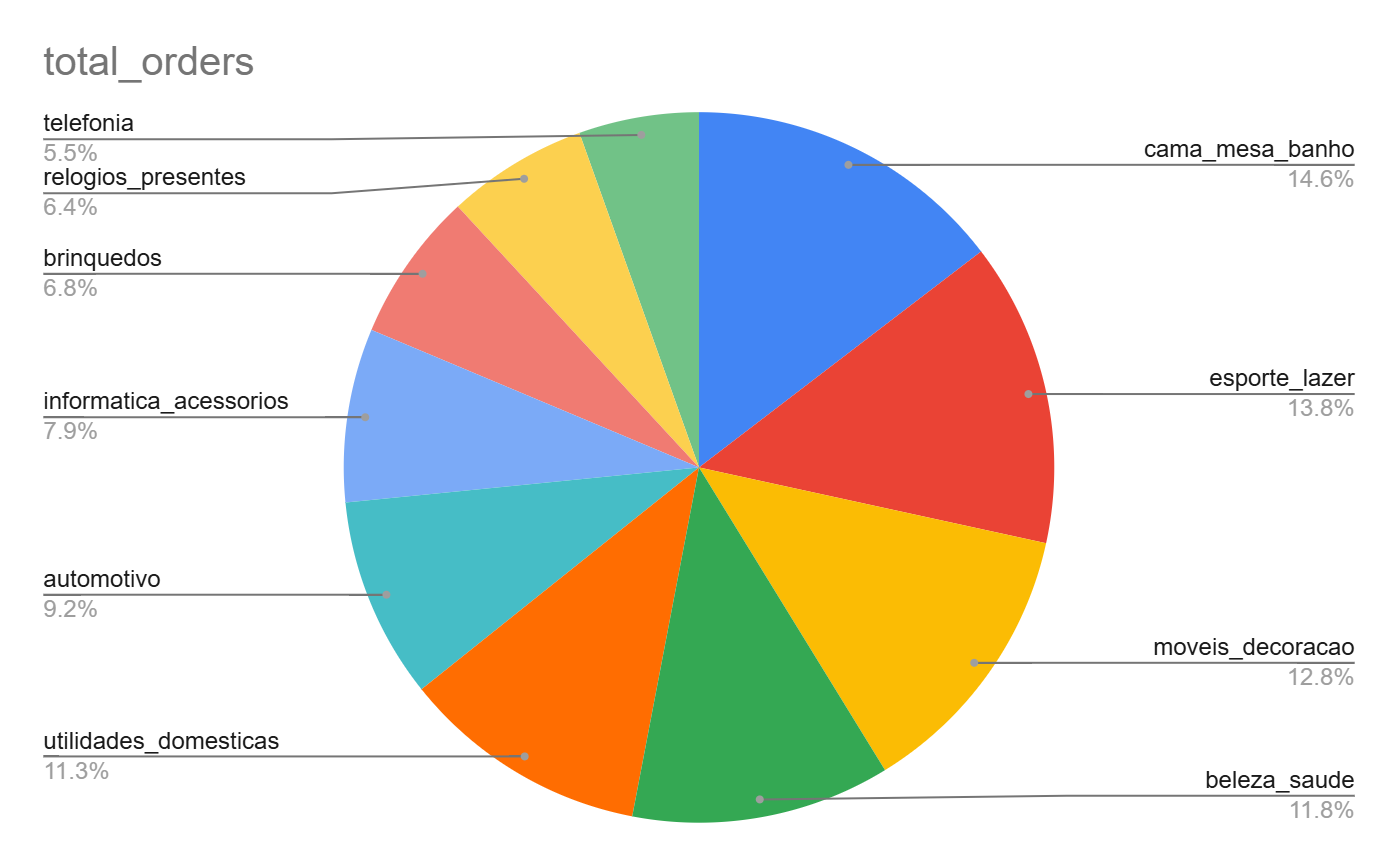 total_orders
telefonia
5.5%
relogios_presentes
6.4%
brinquedos
6.8%
informatica_acessorios
7.9%
automotivo
9.2%
utilidades_domesticas
11.3%
cama_mesa_banho
14.6%
esporte_lazer
13.8%
moveis_decoracao
12.8%
beleza_saude
11.8%